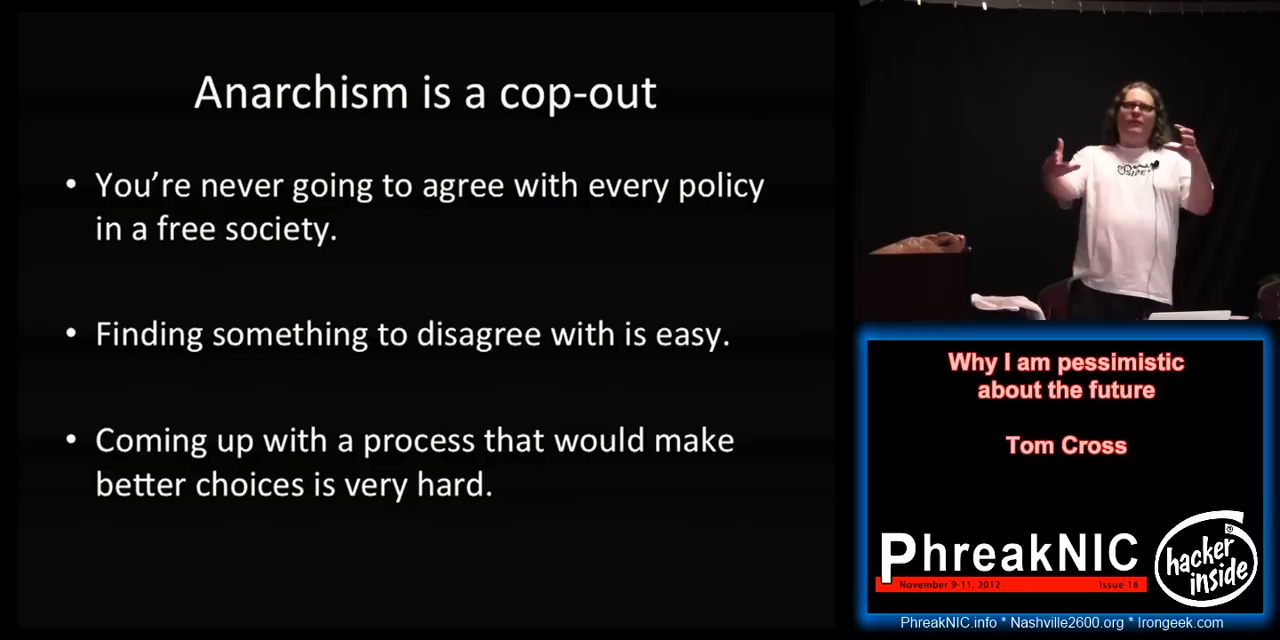 Anarchism is a cop-out
• You're never going to agree with every policy
in a free society.
• Finding something to disagree with is easy.
• Coming up with a process that would make
better choices is very hard.
Why I am pessimistic
about the future
Tom Cross
PhreakNIC
November 9-11, 2012 Issue 16
hacker
inside
PhreakNIC.info * Nashville2600.org * Irongeek.com